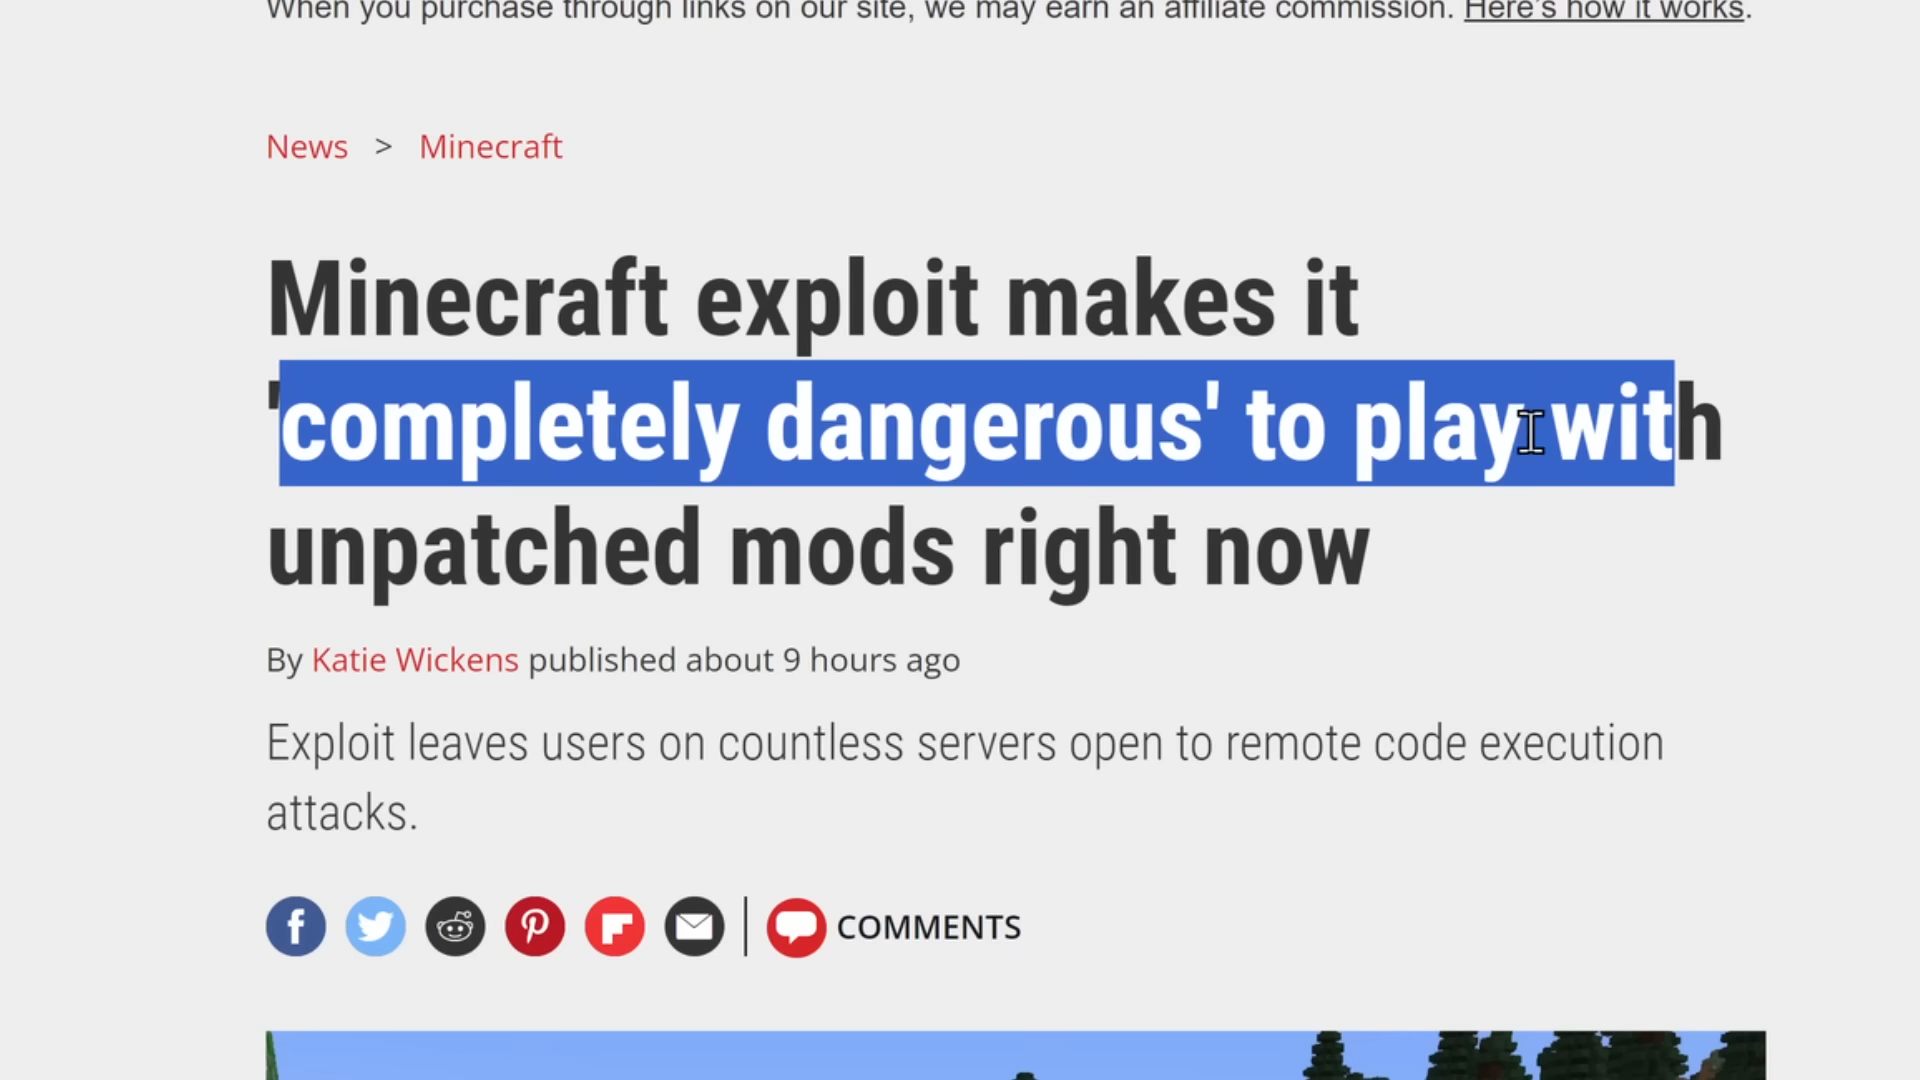 When you purchase through links on our site, we may earn an affiliate commission. Here's how it works.
News > Minecraft
Minecraft exploit makes it
'completely dangerous' to play with
unpatched mods right now
By Katie Wickens published about 9 hours ago
Exploit leaves users on countless servers open to remote code execution
attacks.
COMMENTS